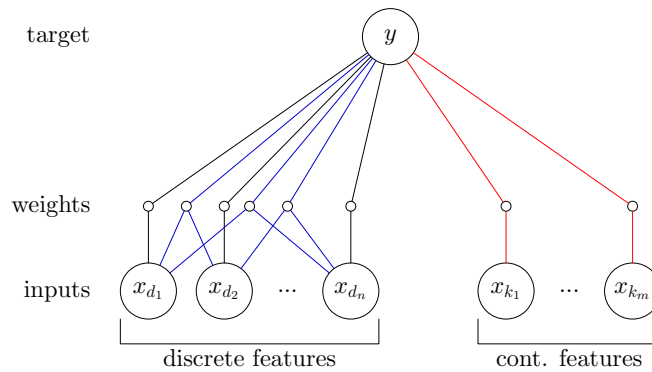 target y
weights
inputs x_{d_1} x_{d_2} ... x_{d_n} x_{k_1} ... x_{k_m}
discrete features cont. features